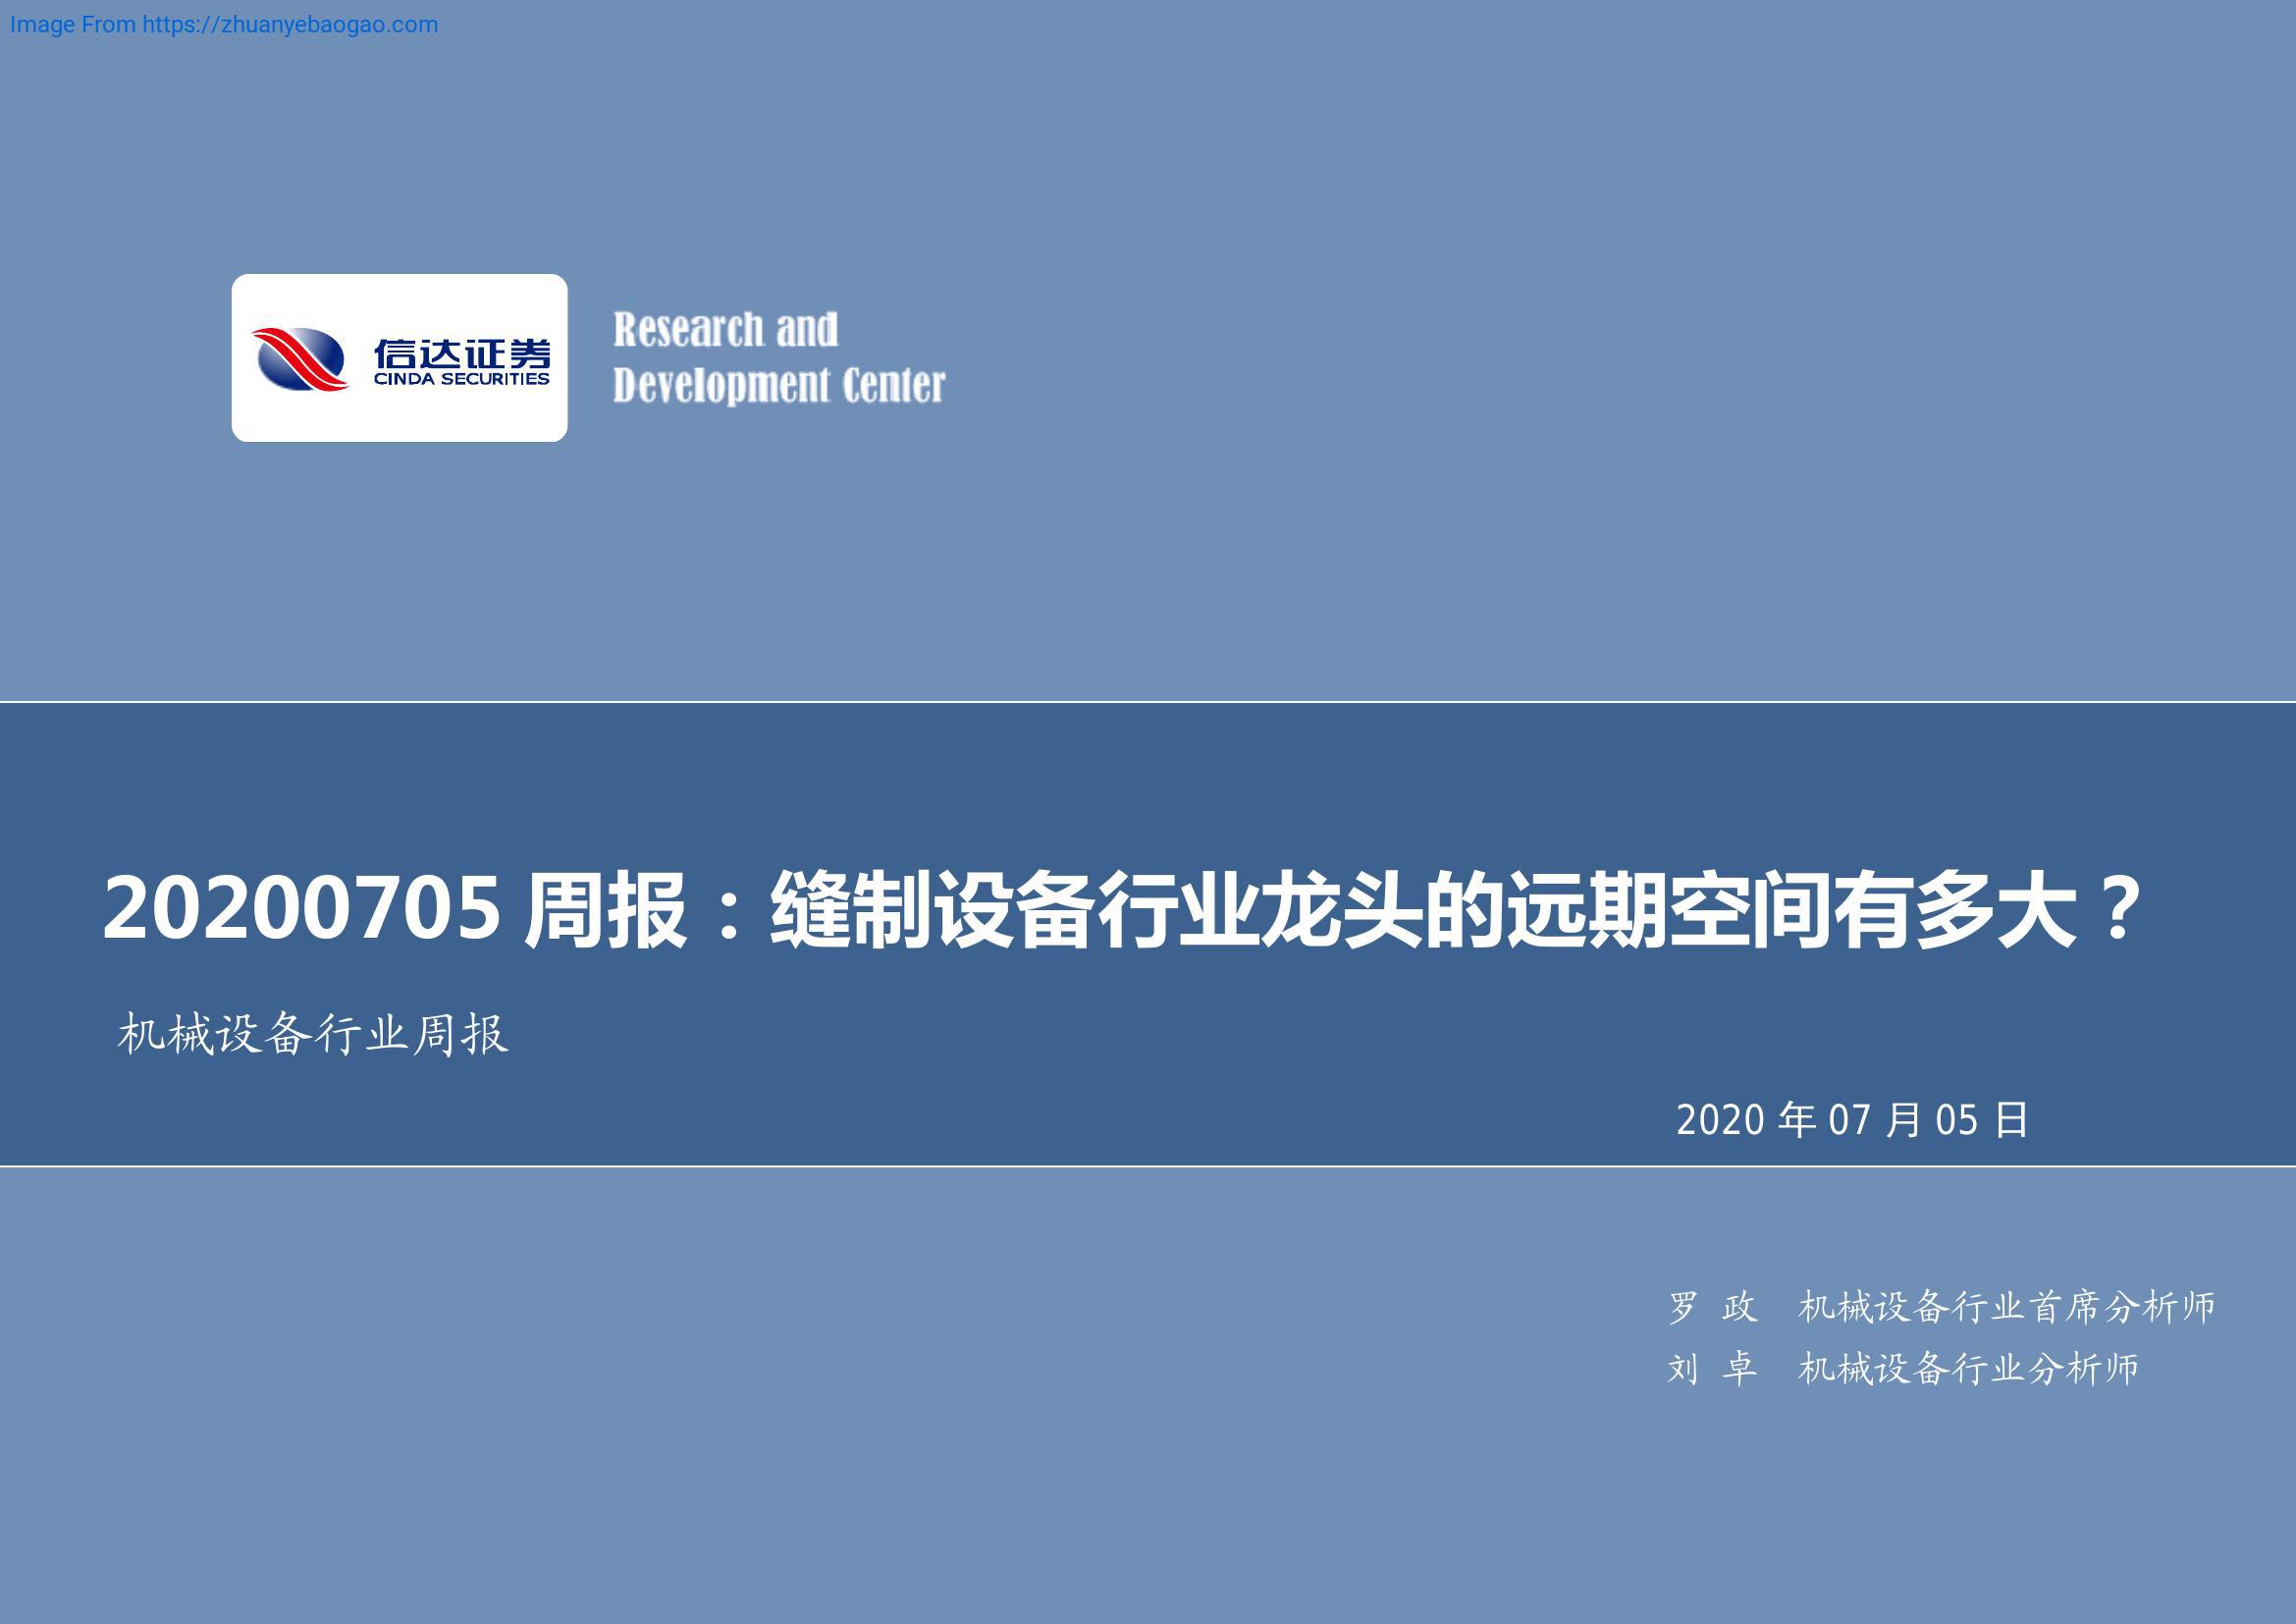 Image From https://zhuanyebaogao.com
信达证券
CINDA SECURITIES
Research and
Development Center
20200705 周报：缝制设备行业龙头的远期空间有多大？
机械设备行业周报
2020 年 07 月 05 日
罗 政 机械设备行业首席分析师
刘 卓 机械设备行业分析师